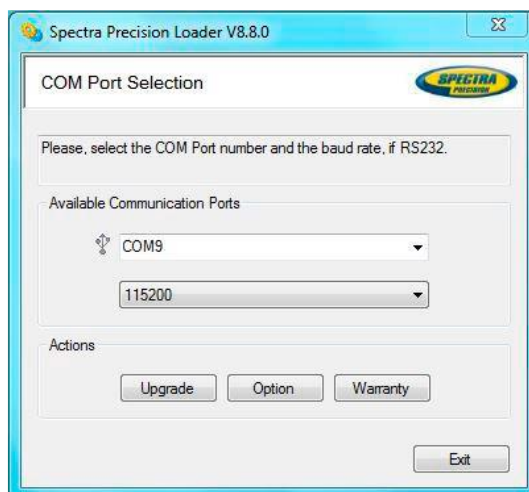 Spectra Precision Loader V8.8.0
COM Port Selection
SPECTRA
PRECISION
Please, select the COM Port number and the baud rate, if RS232.
Available Communication Ports
COM9
115200
Actions
Upgrade Option Warranty
Exit